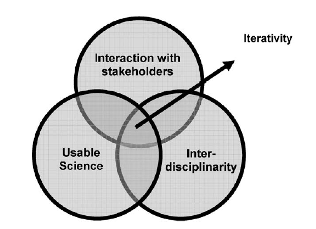 Iterativity
Interaction with
stakeholders
Usable
Science
Inter-
disciplinarity